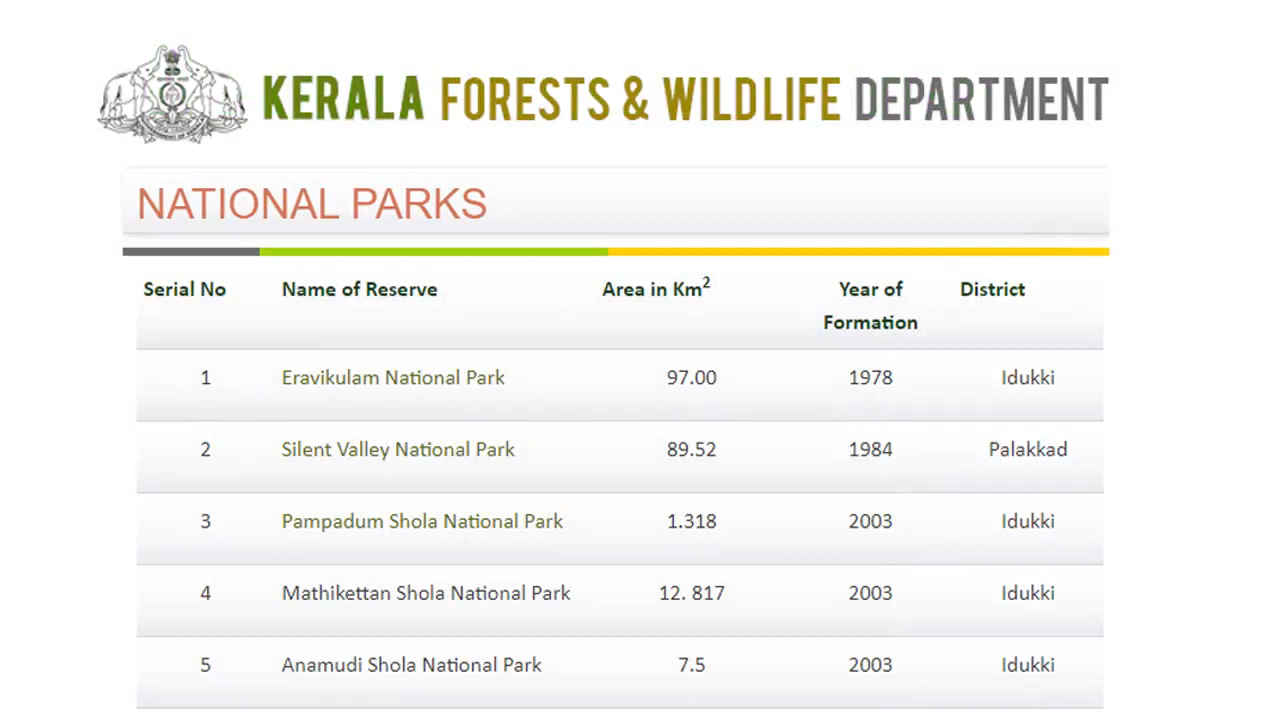 KERALA FORESTS & WILDLIFE DEPARTMENT
NATIONAL PARKS
Serial No Name of Reserve Area in Km² Year of Formation District
1 Eravikulam National Park 97.00 1978 Idukki
2 Silent Valley National Park 89.52 1984 Palakkad
3 Pampadum Shola National Park 1.318 2003 Idukki
4 Mathikettan Shola National Park 12. 817 2003 Idukki
5 Anamudi Shola National Park 7.5 2003 Idukki